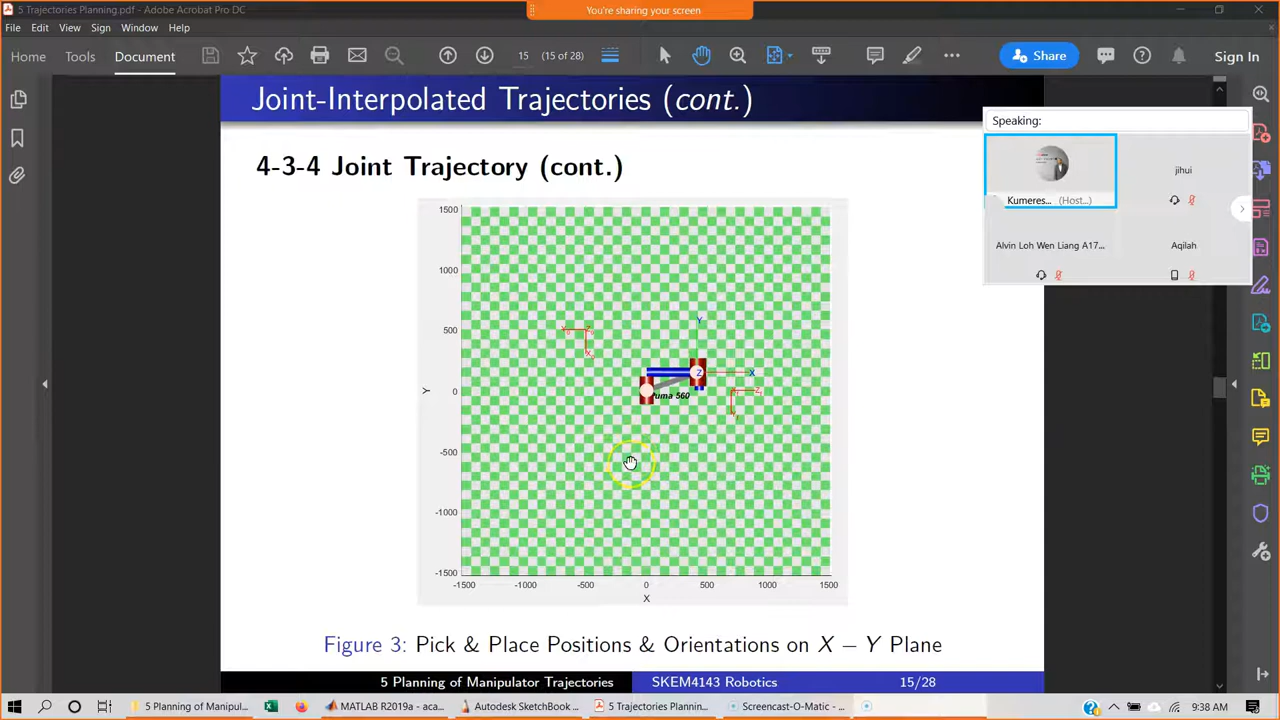 5 Trajectories Planning.pdf - Adobe Acrobat Pro DC
You're sharing your screen
File Edit View Sign Window Help
Home Tools Document
15 (15 of 28)
Share
Sign In
Joint-Interpolated Trajectories (cont.)
Speaking:
Kumeres... (Host...)
jihui
Alvin Loh Wen Liang A17...
Aqilah
4-3-4 Joint Trajectory (cont.)
1500
1000
500
0
-500
-1000
-1500
Y
-1500 -1000 -500 0 500 1000 1500
X
Y
Z
X
uma 560
Figure 3: Pick & Place Positions & Orientations on X − Y Plane
5 Planning of Manipulator Trajectories SKEM4143 Robotics 15/28
5 Planning of Manipul... MATLAB R2019a - aca... Autodesk SketchBook ... 5 Trajectories Plannin... Screencast-O-Matic - ... 9:38 AM